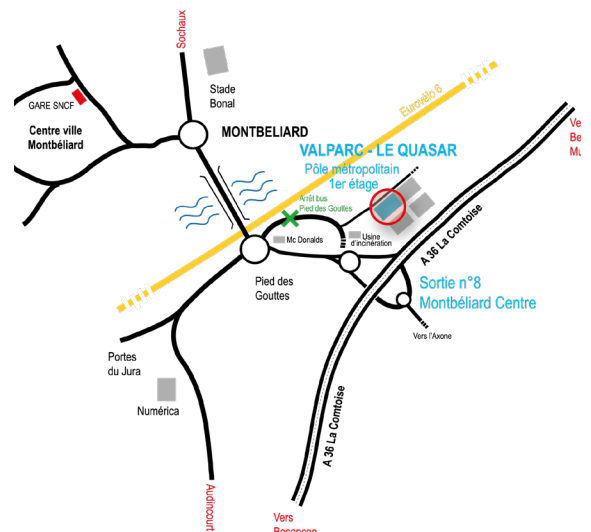 Sochaux
Stade
Bonal
GARE SNCF
Centre ville
Montbéliard
MONTBELIARD
Eurovélo 6
VALPARC - LE QUASAR
Pôle métropolitain
1er étage
Arrêt bus
Pied des Gouttes
Mc Donalds
Usine
d'incinération
A 36 La Comtoise
Pied des
Gouttes
Sortie n°8
Montbéliard Centre
Vers l'Axone
Portes
du Jura
Numérica
A 36 La Comtoise
Audincourt
Vers
Besançon